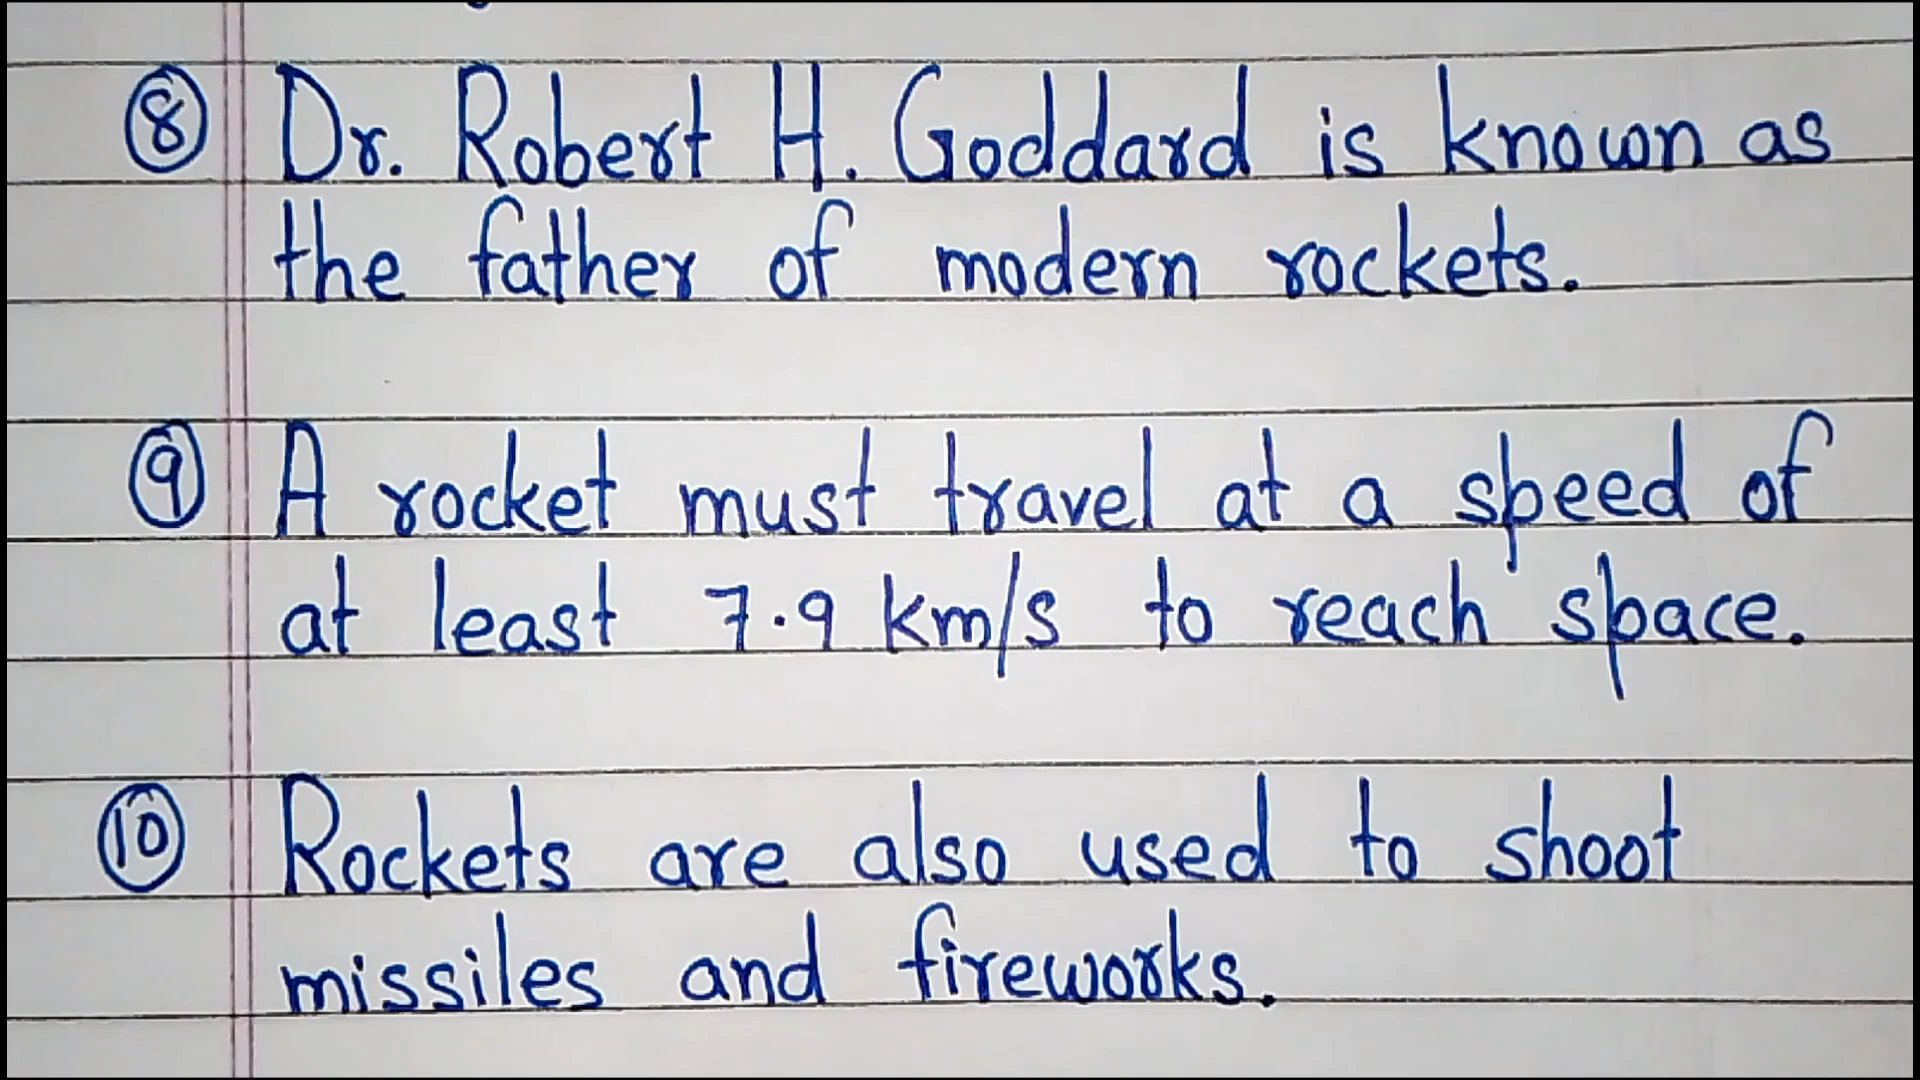 ⑧ Dr. Robert H. Goddard is known as
the father of modern rockets.
⑨ A rocket must travel at a speed of
at least 7.9 km/s to reach space.
⑩ Rockets are also used to shoot
missiles and fireworks.